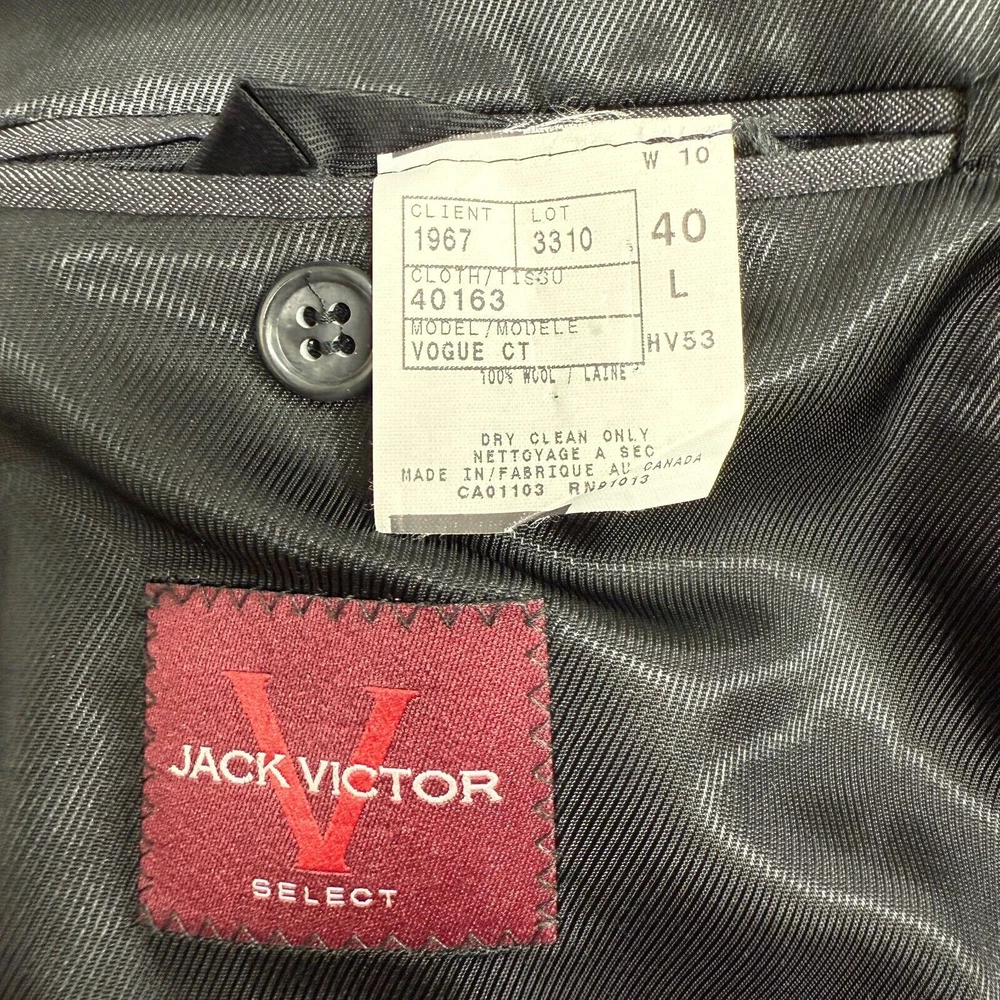 W 10
CLIENT LOT
1967 3310
40
CLOTH/TISSU
40163
L
MODEL/MODELE
VOGUE CT
HV53
100% WOOL / LAINE
DRY CLEAN ONLY
NETTOYAGE A SEC
MADE IN/FABRIQUE AU CANADA
CA01103 RN91013
V
JACK VICTOR
SELECT